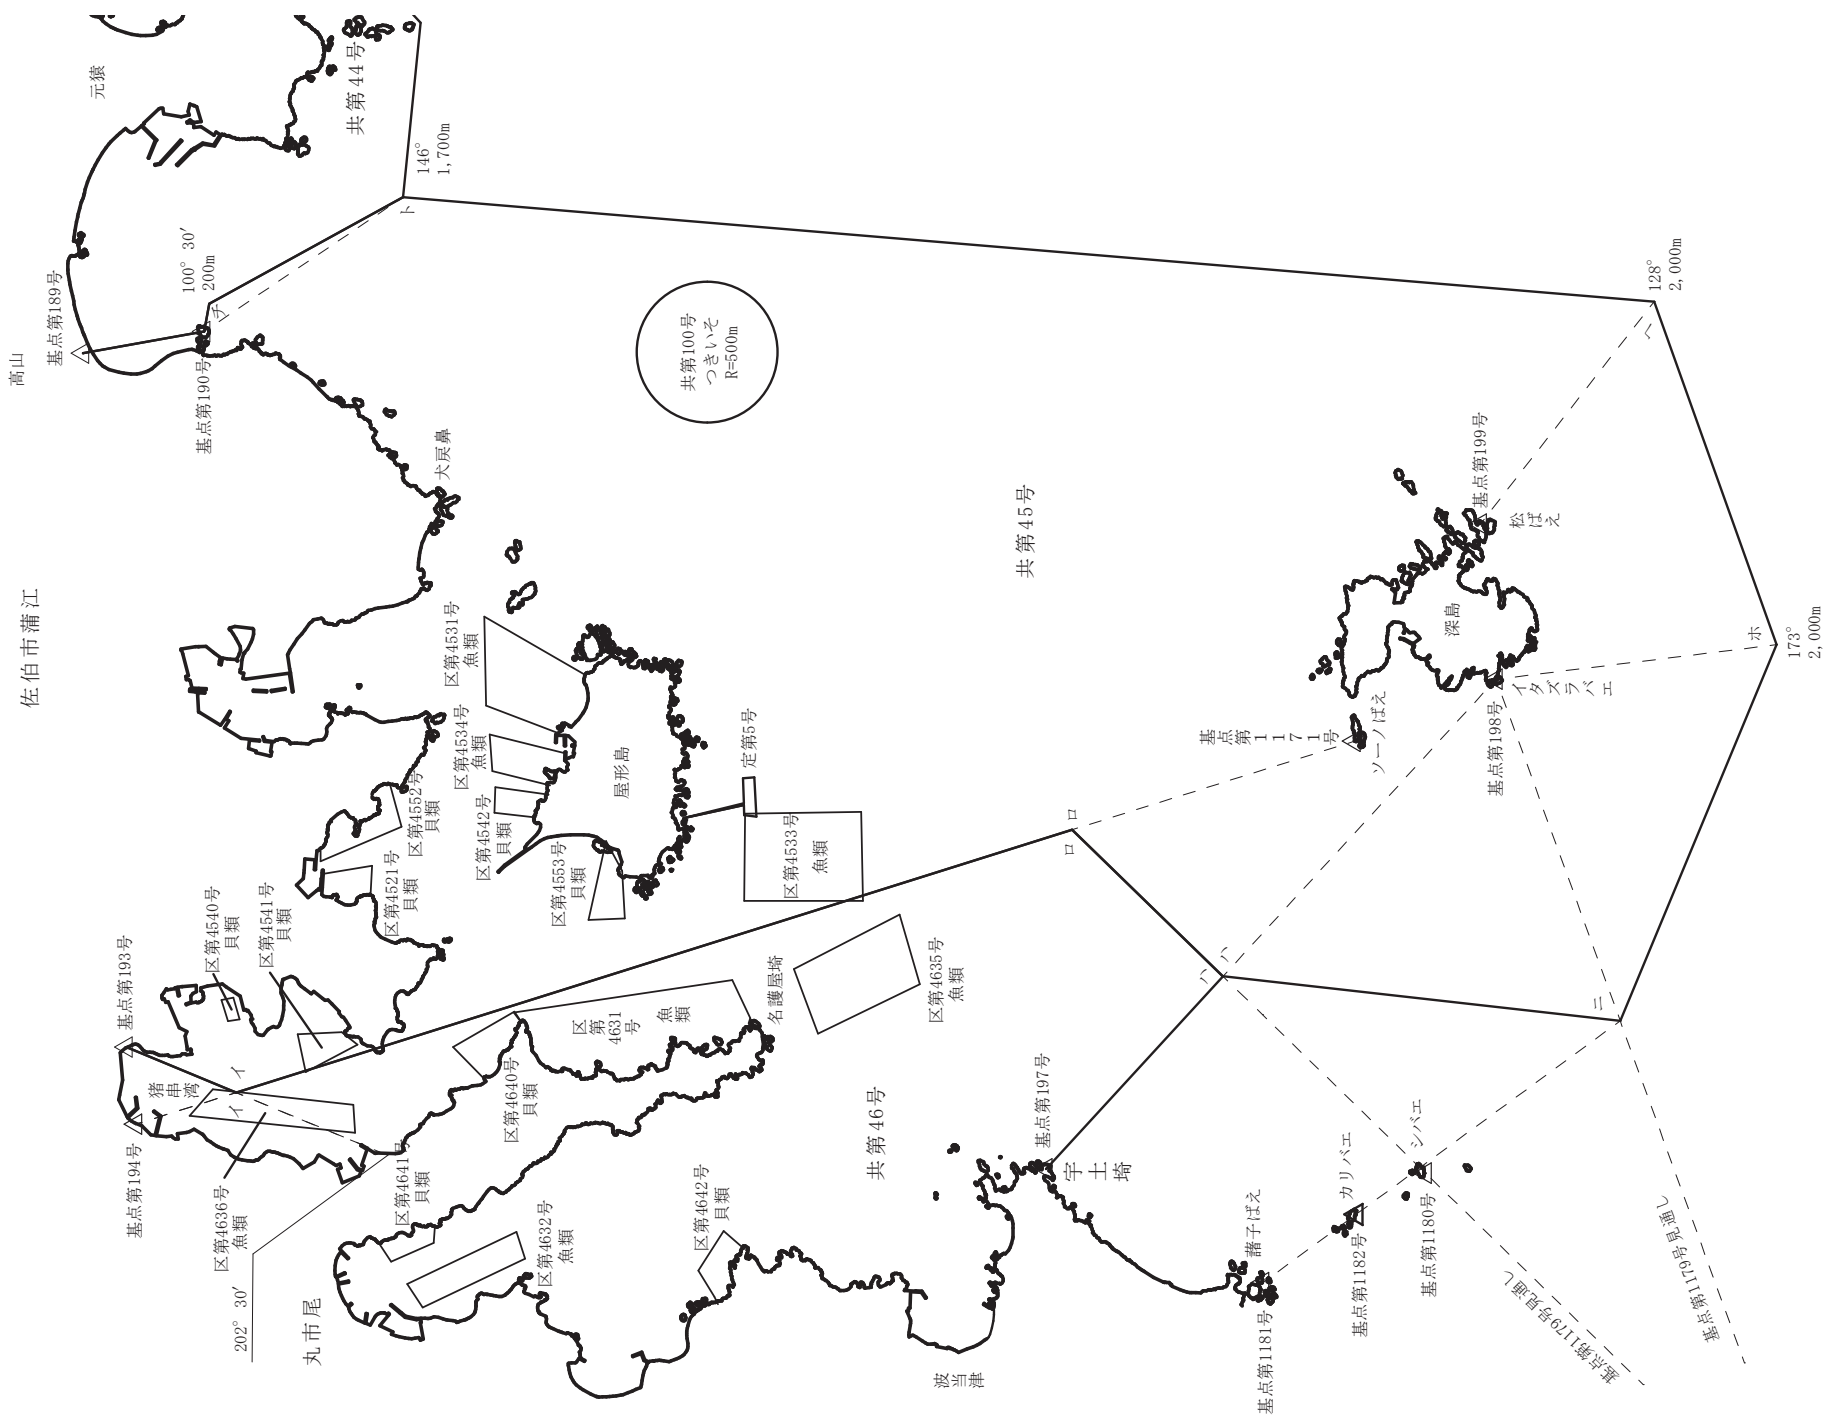 佐伯市蒲江
高山
元猿
共第44号
146°
1,700m
ト
100° 30′
200m
チ
基点第189号
基点第190号
共第100号
つきいそ
R=500m
犬戻鼻
共第45号
128°
2,000m
ヘ
基点第199号
松ばえ
深島
ホ
173°
2,000m
イタズラバエ
基点第198号
基点第1171号
ソーノばえ
区第4531号
魚類
区第4534号
魚類
区第4542号
貝類
屋形島
定第5号
区第4533号
魚類
区第4553号
貝類
区第4552号
貝類
区第4521号
貝類
区第4540号
貝類
区第4541号
貝類
基点第193号
猪串湾
イ
イ
基点第194号
区第4636号
魚類
202° 30′
丸市尾
区第4640号
貝類
区第4631号
魚類
名護屋埼
区第4635号
魚類
ロ
ロ
ハ
ハ
ニ
区第4641号
貝類
区第4632号
魚類
区第4642号
貝類
共第46号
基点第197号
宇土埼
波当津
諸子ばえ
基点第1181号
カリバエ
基点第1182号
シバエ
基点第1180号
基点第1179号見通し
基点第1179号見通し